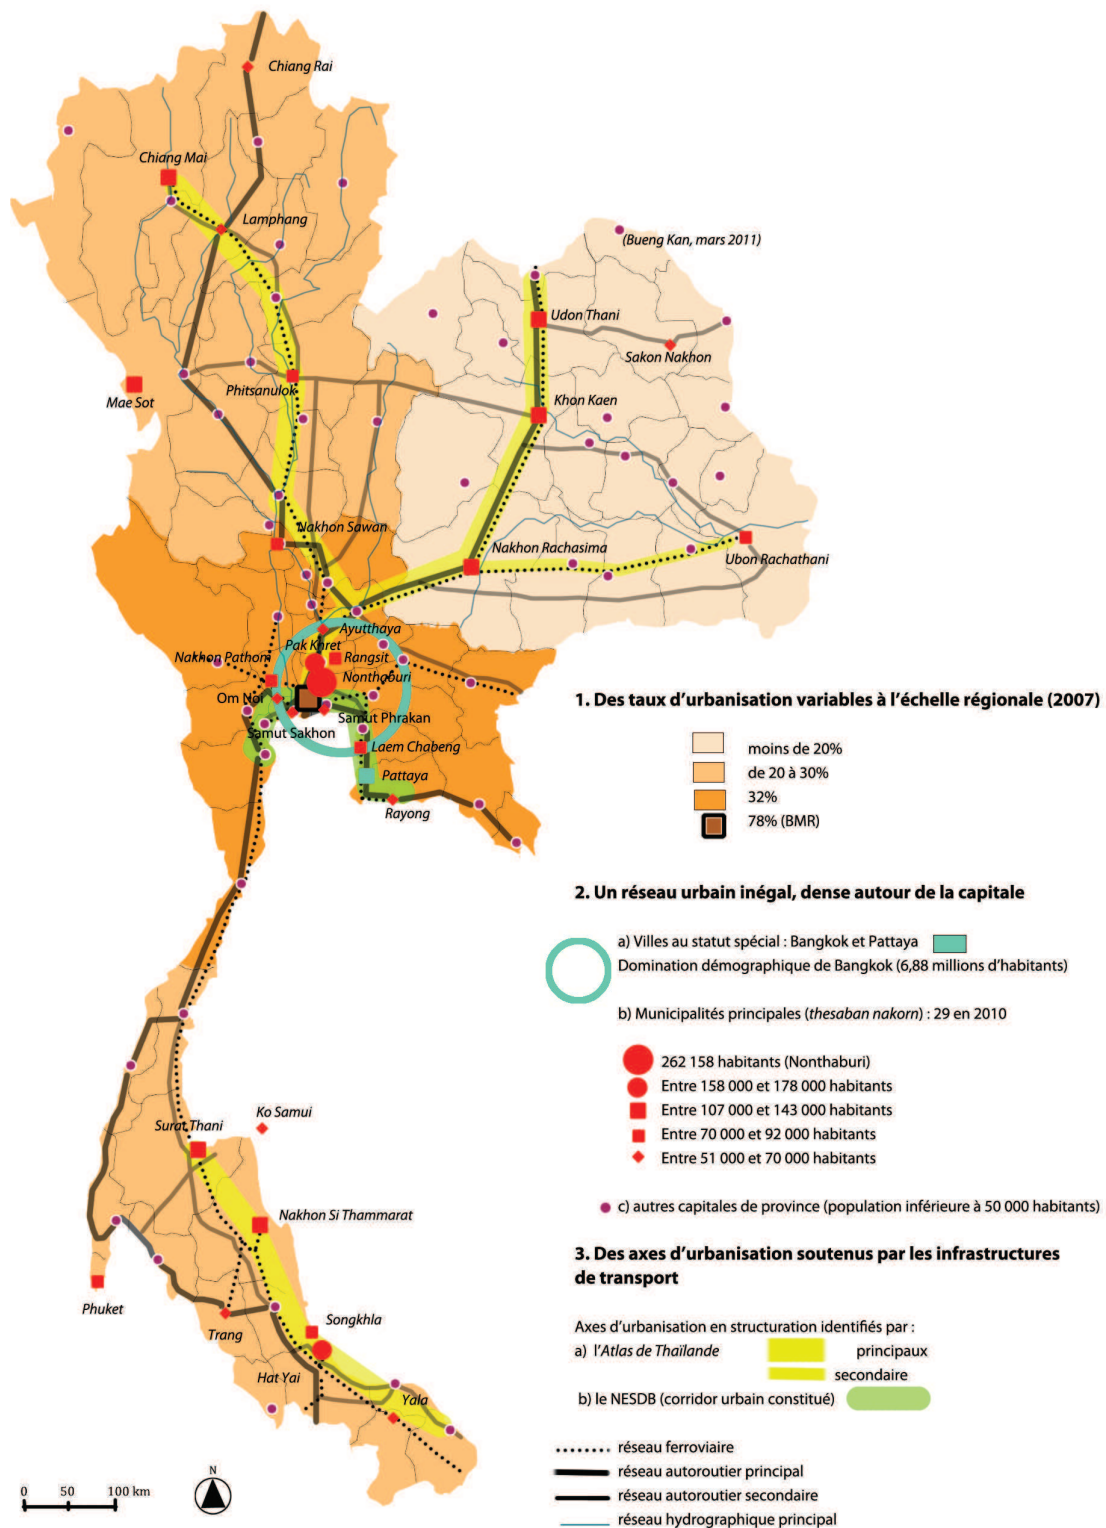 Chiang Rai
Chiang Mai
Lamphang
(Bueng Kan, mars 2011)
Udon Thani
Sakon Nakhon
Phitsanulok
Mae Sot
Khon Kaen
Nakhon Sawan
Nakhon Rachasima
Ubon Rachathani
Ayutthaya
Pak Khret
Nakhon Pathom
Rangsit
Nonthaburi
Om Noi
Samut Phrakan
Samut Sakhon
Laem Chabeng
Pattaya
Rayong
Ko Samui
Surat Thani
Nakhon Si Thammarat
Phuket
Trang
Songkhla
Hat Yai
Yala
0 50 100 km
N
1. Des taux d'urbanisation variables à l'échelle régionale (2007)
moins de 20%
de 20 à 30%
32%
78% (BMR)
2. Un réseau urbain inégal, dense autour de la capitale
a) Villes au statut spécial : Bangkok et Pattaya
Domination démographique de Bangkok (6,88 millions d'habitants)
b) Municipalités principales (thesaban nakorn) : 29 en 2010
262 158 habitants (Nonthaburi)
Entre 158 000 et 178 000 habitants
Entre 107 000 et 143 000 habitants
Entre 70 000 et 92 000 habitants
Entre 51 000 et 70 000 habitants
c) autres capitales de province (population inférieure à 50 000 habitants)
3. Des axes d'urbanisation soutenus par les infrastructures
de transport
Axes d'urbanisation en structuration identifiés par :
a) l'Atlas de Thaïlande principaux
secondaire
b) le NESDB (corridor urbain constitué)
réseau ferroviaire
réseau autoroutier principal
réseau autoroutier secondaire
réseau hydrographique principal